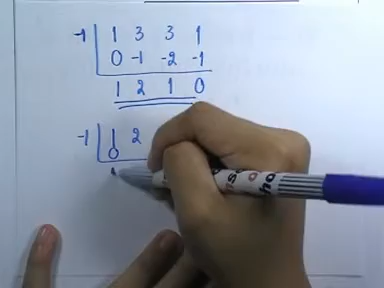 -1 | 1 3 3 1
0 -1 -2 -1
1 2 1 0
-1 | 1 2
0